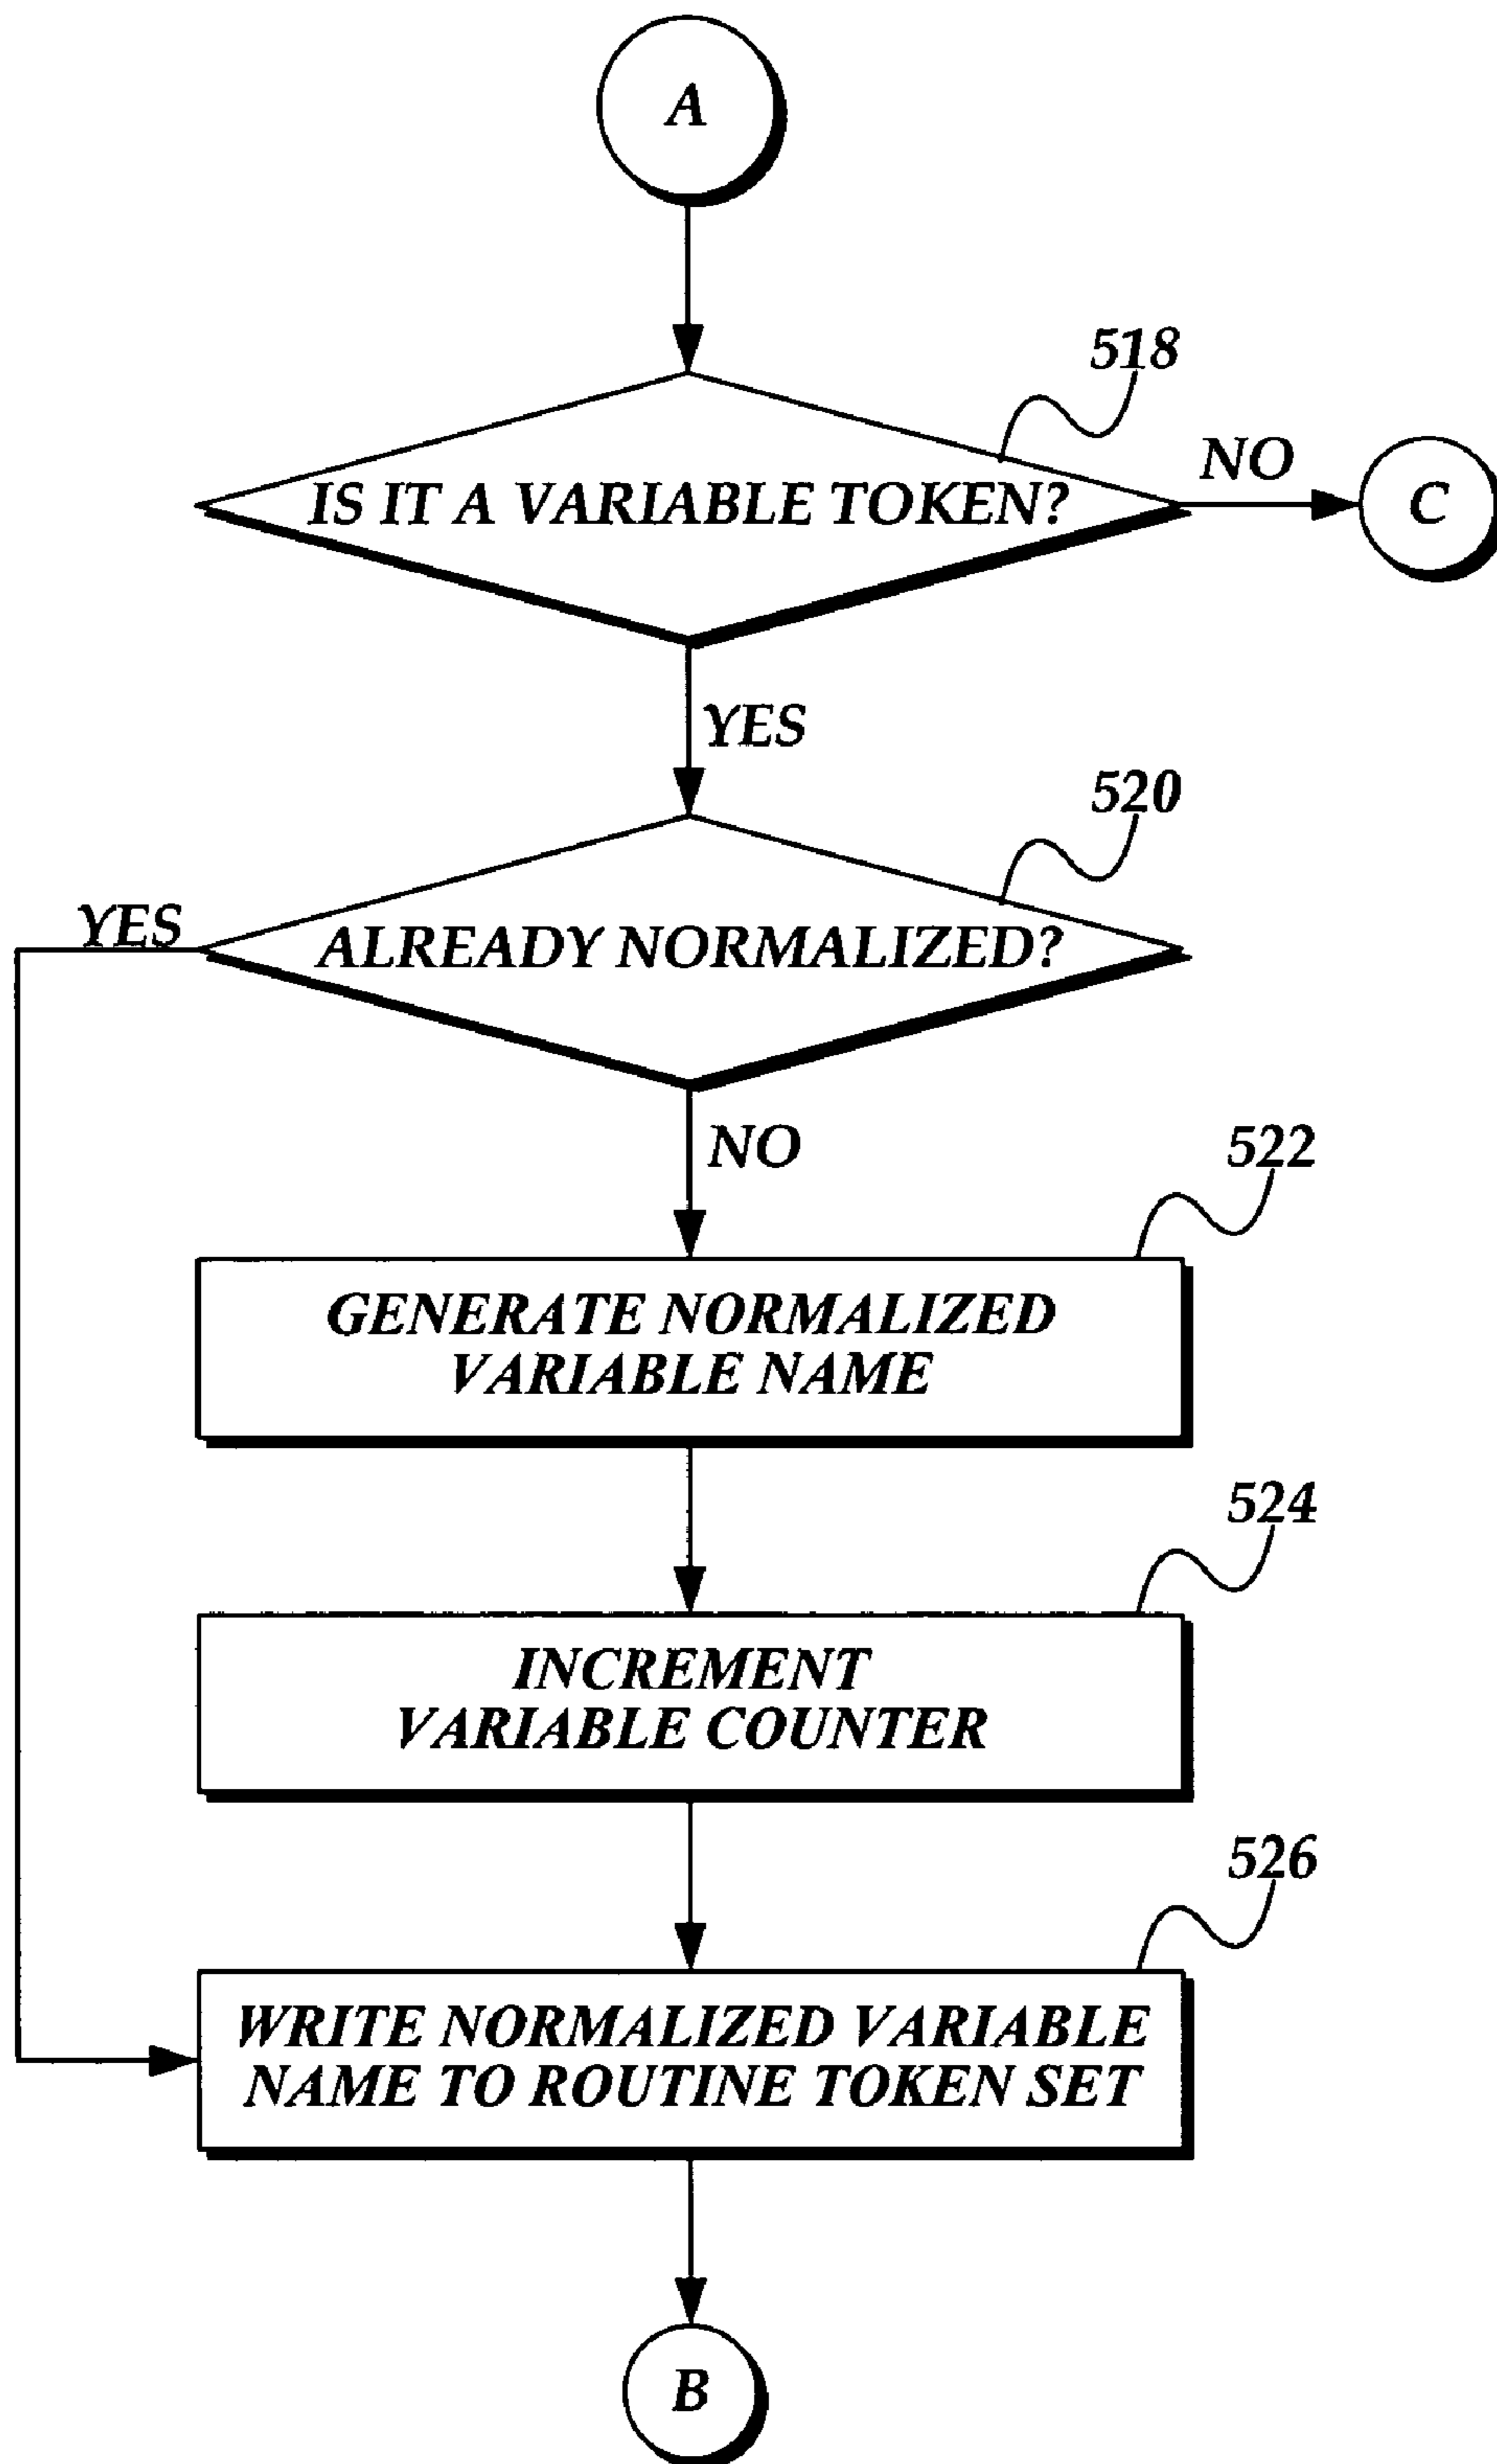 A
518
IS IT A VARIABLE TOKEN?
NO
C
YES
520
YES
ALREADY NORMALIZED?
NO
522
GENERATE NORMALIZED
VARIABLE NAME
524
INCREMENT
VARIABLE COUNTER
526
WRITE NORMALIZED VARIABLE
NAME TO ROUTINE TOKEN SET
B